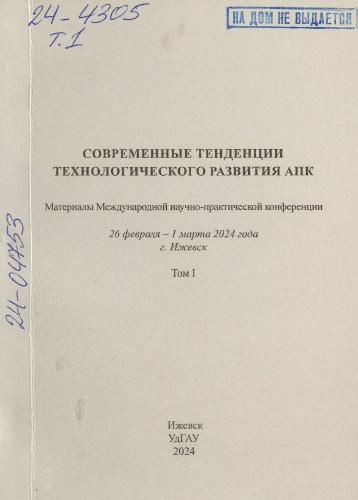 24-4305
т.1
НА ДОМ НЕ ВЫДАЕТСЯ
СОВРЕМЕННЫЕ ТЕНДЕНЦИИ
ТЕХНОЛОГИЧЕСКОГО РАЗВИТИЯ АПК
Материалы Международной научно-практической конференции
26 февраля – 1 марта 2024 года
г. Ижевск
Том I
24-04753
Ижевск
УдГАУ
2024